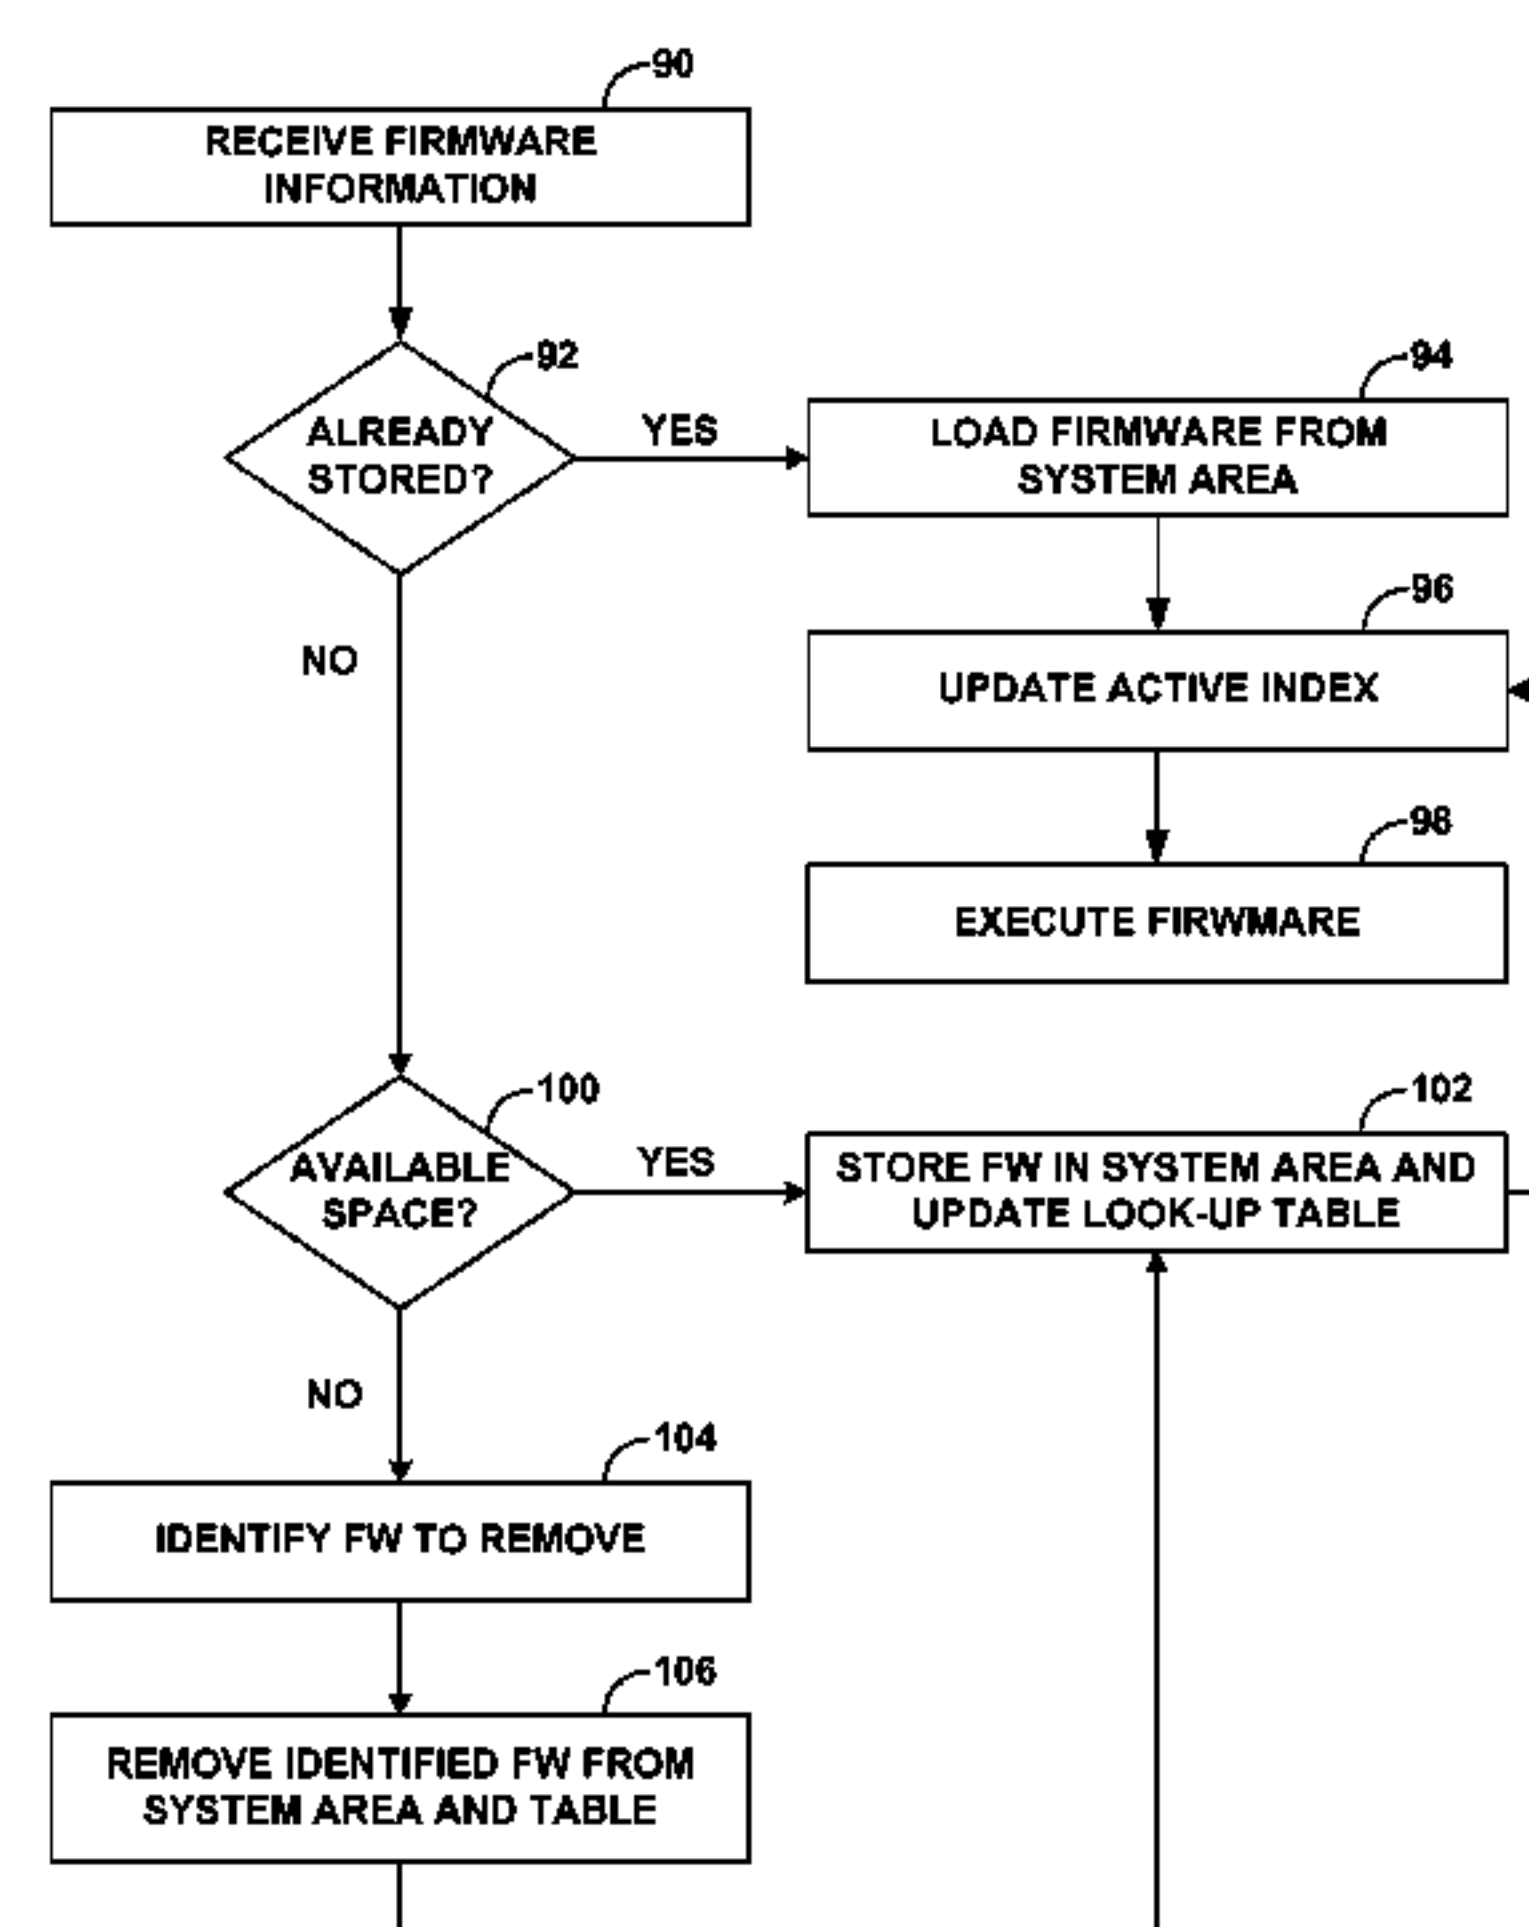 90
RECEIVE FIRMWARE
INFORMATION
92
ALREADY
STORED?
YES
94
LOAD FIRMWARE FROM
SYSTEM AREA
96
NO
UPDATE ACTIVE INDEX
98
EXECUTE FIRWMARE
100
AVAILABLE
SPACE?
YES
102
STORE FW IN SYSTEM AREA AND
UPDATE LOOK-UP TABLE
NO
104
IDENTIFY FW TO REMOVE
106
REMOVE IDENTIFIED FW FROM
SYSTEM AREA AND TABLE